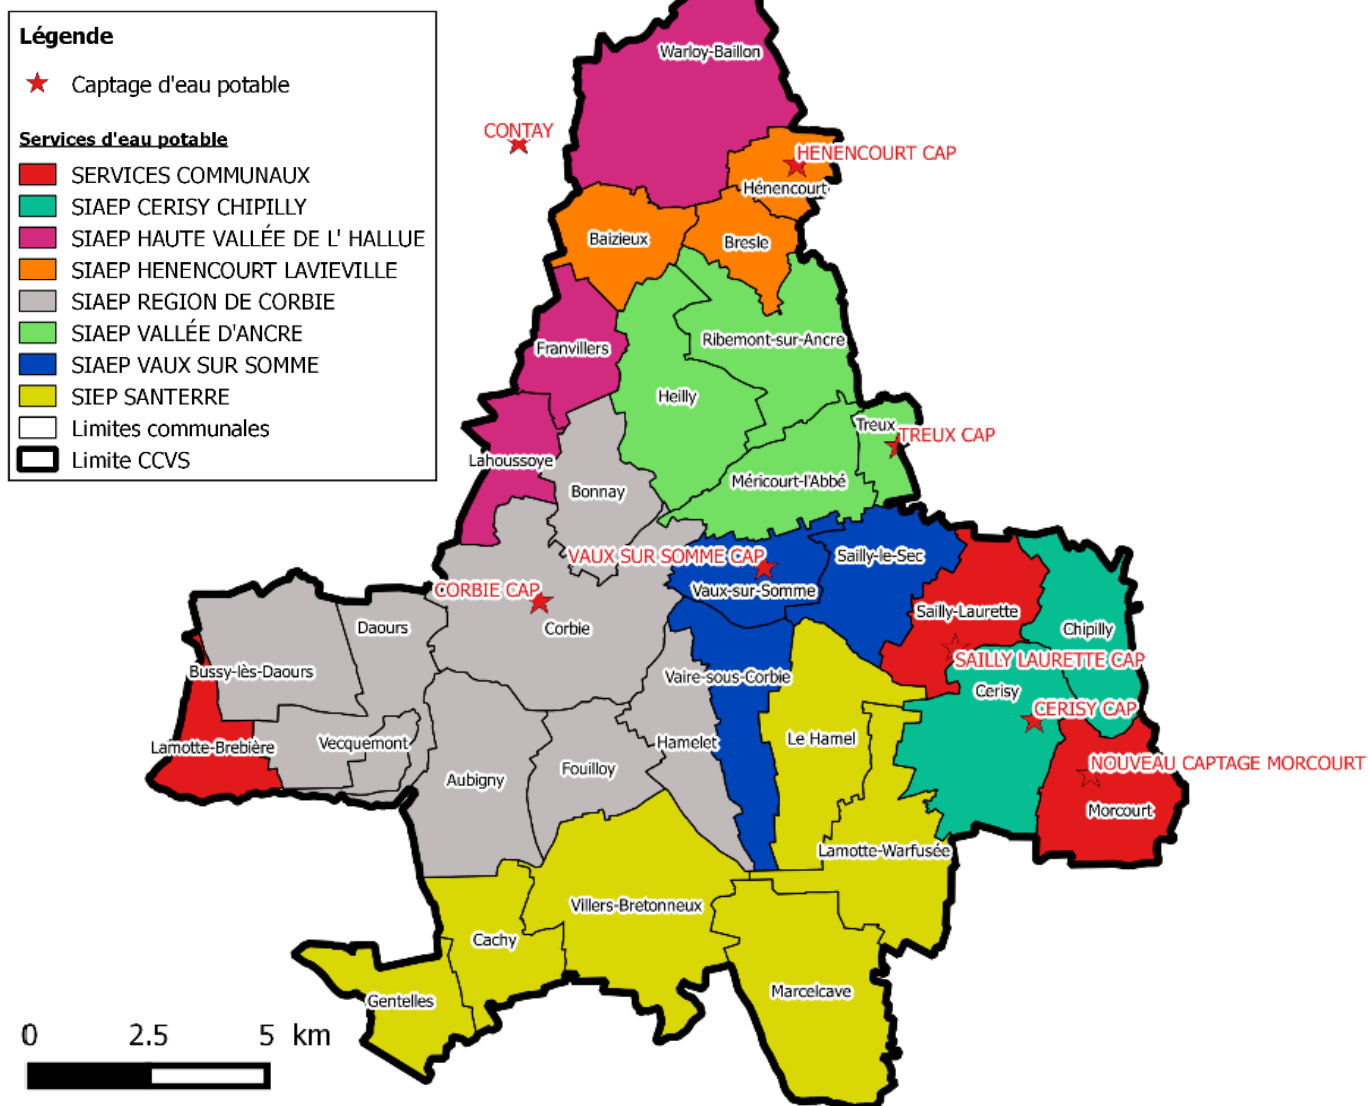 Légende
Captage d'eau potable
Services d'eau potable
SERVICES COMMUNAUX
SIAEP CERISY CHIPILLY
SIAEP HAUTE VALLÉE DE L' HALLUE
SIAEP HENENCOURT LAVIEVILLE
SIAEP REGION DE CORBIE
SIAEP VALLÉE D'ANCRE
SIAEP VAUX SUR SOMME
SIEP SANTERRE
Limites communales
Limite CCVS
Warloy-Baillon
CONTAY
HENENCOURT CAP
Hénencourt
Baizieux
Bresle
Franvillers
Ribemont-sur-Ancre
Heilly
Treux
TREUX CAP
Lahoussoye
Méricourt-l'Abbé
Bonnay
VAUX SUR SOMME CAP
Sailly-le-Sec
CORBIE CAP
Vaux-sur-Somme
Sailly-Laurette
Daours
Corbie
Chipilly
SAILLY LAURETTE CAP
Bussy-lès-Daours
Vaire-sous-Corbie
Cerisy
CERISY CAP
Lamotte-Brebière
Vecquemont
Hamelet
Le Hamel
NOUVEAU CAPTAGE MORCOURT
Aubigny
Fouilloy
Morcourt
Lamotte-Warfusée
Villers-Bretonneux
Cachy
Gentelles
Marcelcave
0 2.5 5 km